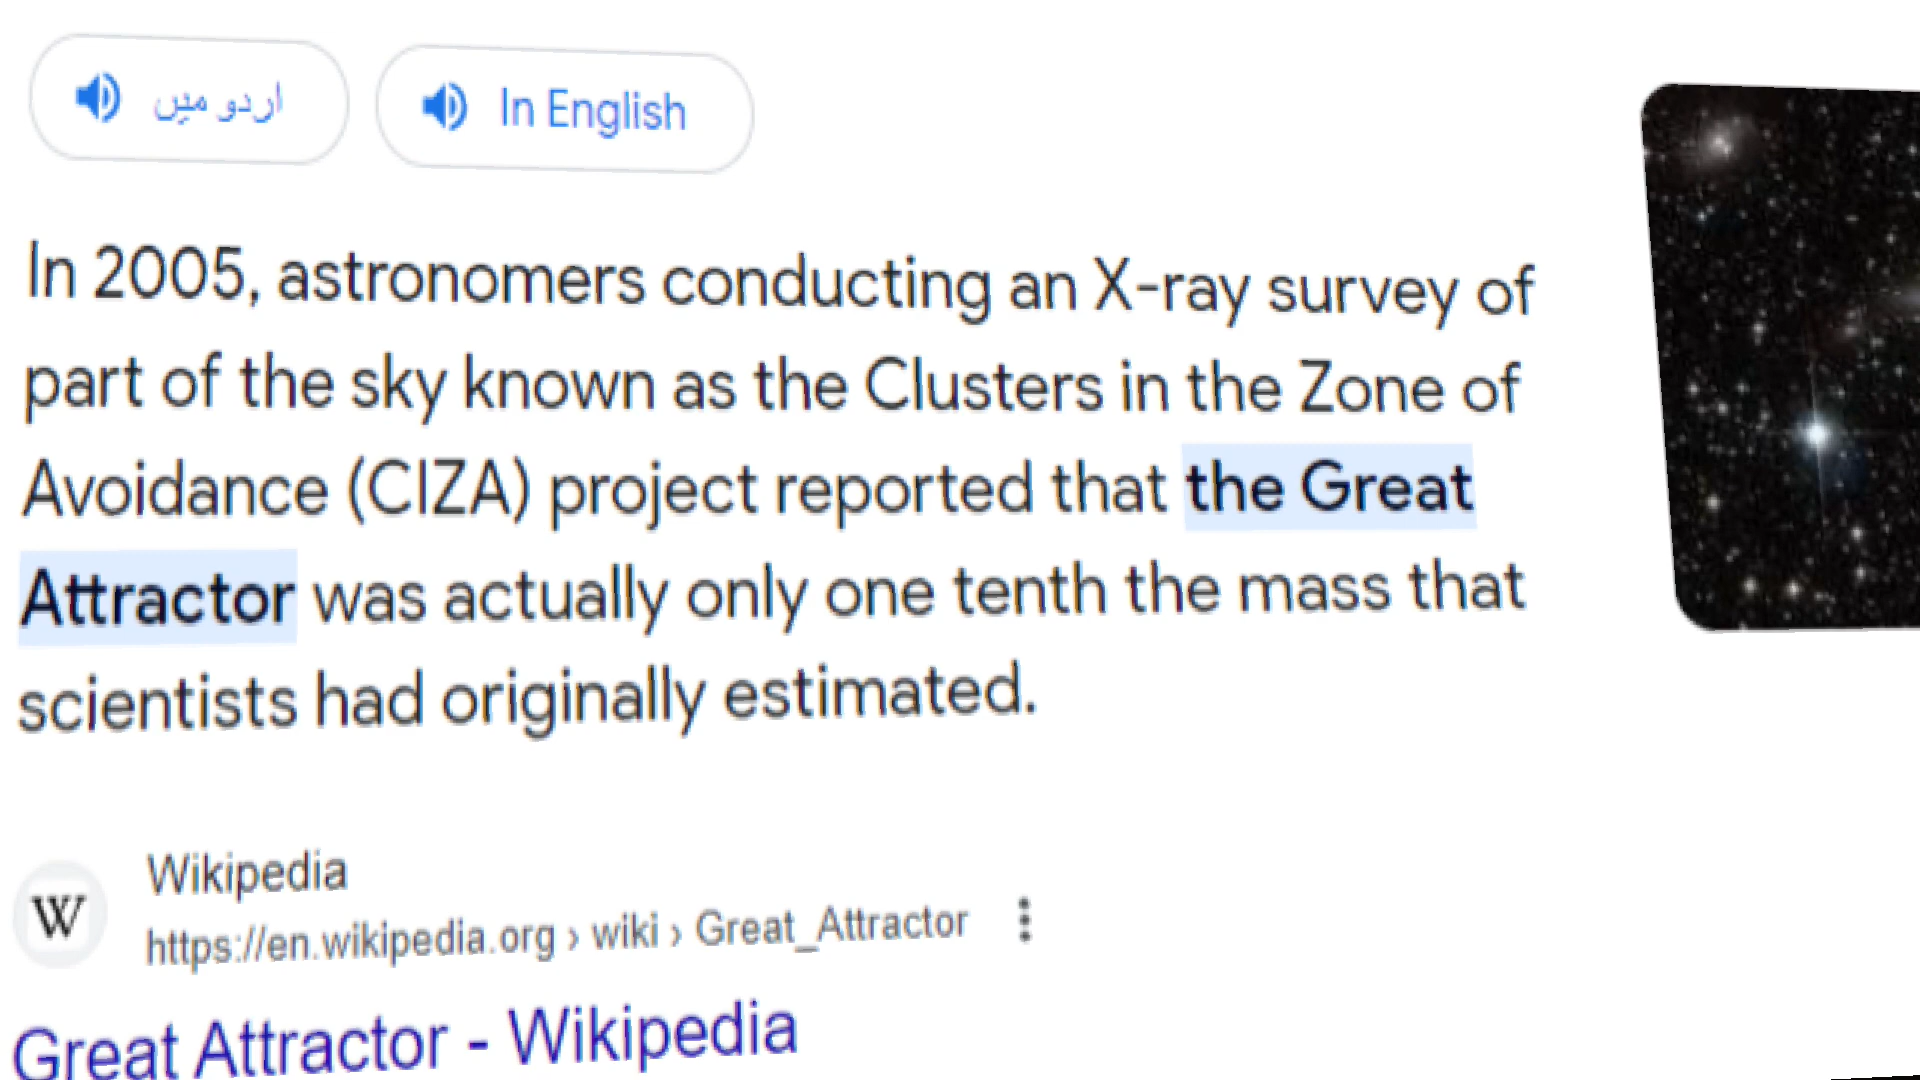 اردو میں
In English
In 2005, astronomers conducting an X-ray survey of
part of the sky known as the Clusters in the Zone of
Avoidance (CIZA) project reported that the Great
Attractor was actually only one tenth the mass that
scientists had originally estimated.
W
Wikipedia
https://en.wikipedia.org › wiki › Great_Attractor
Great Attractor - Wikipedia